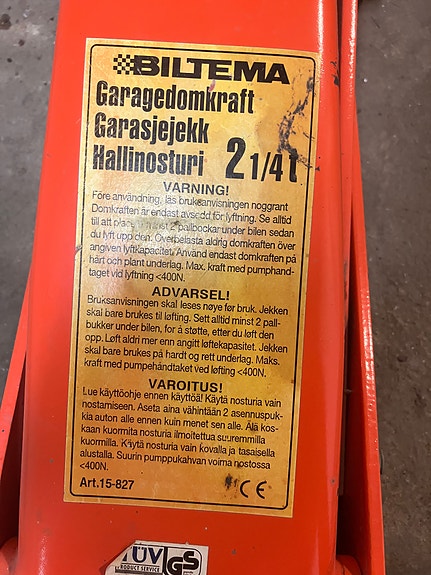 BILTEMA
Garagedomkraft
Garasjejekk
Hallinosturi 2 1/4 t
VARNING!
Före användning, läs bruksanvisningen noggrant
Domkraften är endast avsedd för lyftning. Se alltid
till att placera minst 2 pallbockar under bilen sedan
du lyft upp den. Överbelasta aldrig domkraften över
angiven lyftkapacitet. Använd endast domkraften på
hårt och plant underlag. Max. kraft med pumphand-
taget vid lyftning <400N.
ADVARSEL!
Bruksanvisningen skal leses nøye før bruk. Jekken
skal bare brukes til løfting. Sett alltid minst 2 pall-
bukker under bilen, for å støtte, etter du løft den
opp. Løft aldri mer enn angitt løftekapasitet. Jekken
skal bare brukes på hardt og rett underlag. Maks.
kraft med pumpehåndtaket ved løfting <400N.
VAROITUS!
Lue käyttöohje ennen käyttöä! Käytä nosturia vain
nostamiseen. Aseta aina vähintään 2 asennuspuk-
kia auton alle ennen kuin menet sen alle. Älä kos-
kaan kuormita nosturia ilmoitettua suuremmilla
kuormilla. Käytä nosturia vain kovalla ja tasaisella
alustalla. Suurin pumppukahvan voima nostossa
<400N.
Art.15-827 CE
TÜV GS
PRODUCT SERVICE